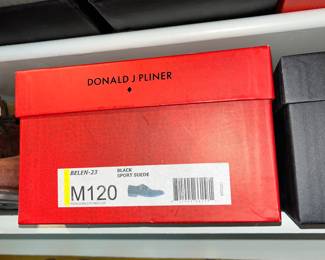 DONALD J PLINER
BELEN-23
BLACK
SPORT SUEDE
M120